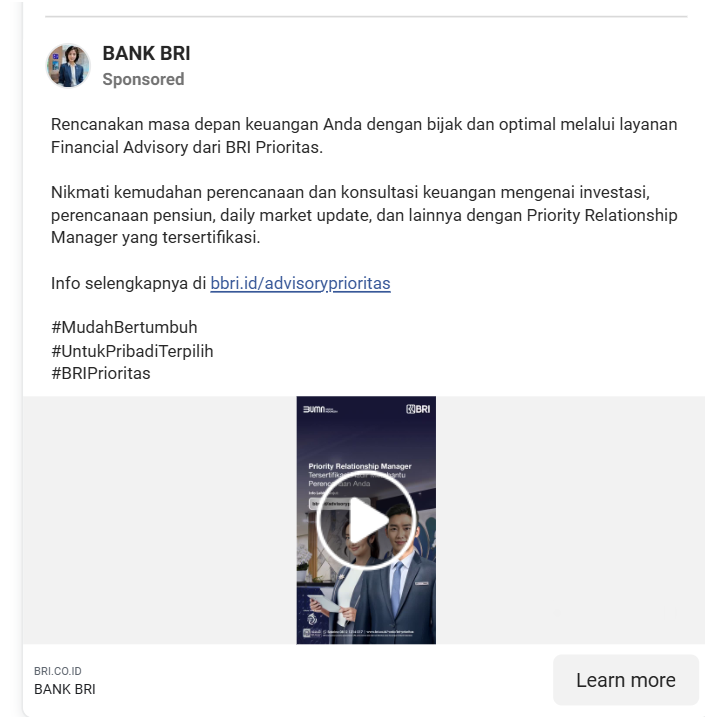 BANK BRI
Sponsored
Rencanakan masa depan keuangan Anda dengan bijak dan optimal melalui layanan
Financial Advisory dari BRI Prioritas.
Nikmati kemudahan perencanaan dan konsultasi keuangan mengenai investasi,
perencanaan pensiun, daily market update, dan lainnya dengan Priority Relationship
Manager yang tersertifikasi.
Info selengkapnya di bbri.id/advisoryprioritas
#MudahBertumbuh
#UntukPribadiTerpilih
#BRIPrioritas
BUMN
BRI
Priority Relationship Manager
Anda
BRI.CO.ID
BANK BRI
Learn more